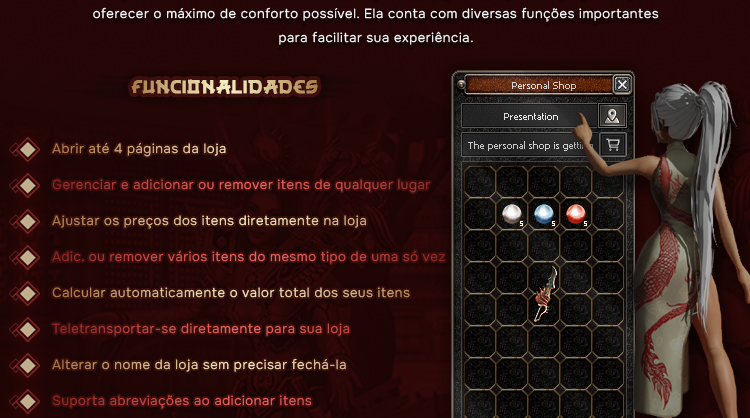 oferecer o máximo de conforto possível. Ela conta com diversas funções importantes
para facilitar sua experiência.
FUNCIONALIDADES
Abrir até 4 páginas da loja
Gerenciar e adicionar ou remover itens de qualquer lugar
Ajustar os preços dos itens diretamente na loja
Adic. ou remover vários itens do mesmo tipo de uma só vez
Calcular automaticamente o valor total dos seus itens
Teletransportar-se diretamente para sua loja
Alterar o nome da loja sem precisar fechá-la
Suporta abreviações ao adicionar itens
Personal Shop
Presentation
The personal shop is gettin
5 5 5